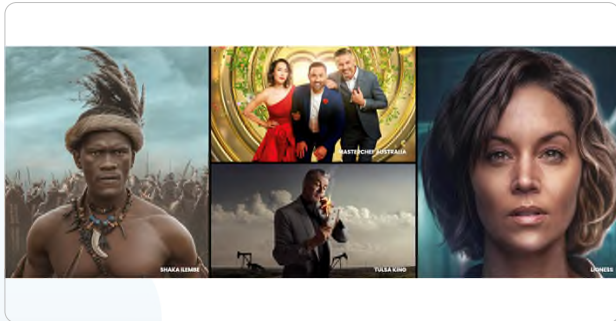 SHAKA ILEMBE
MASTERCHEF AUSTRALIA
TULSA KING
LIONESS